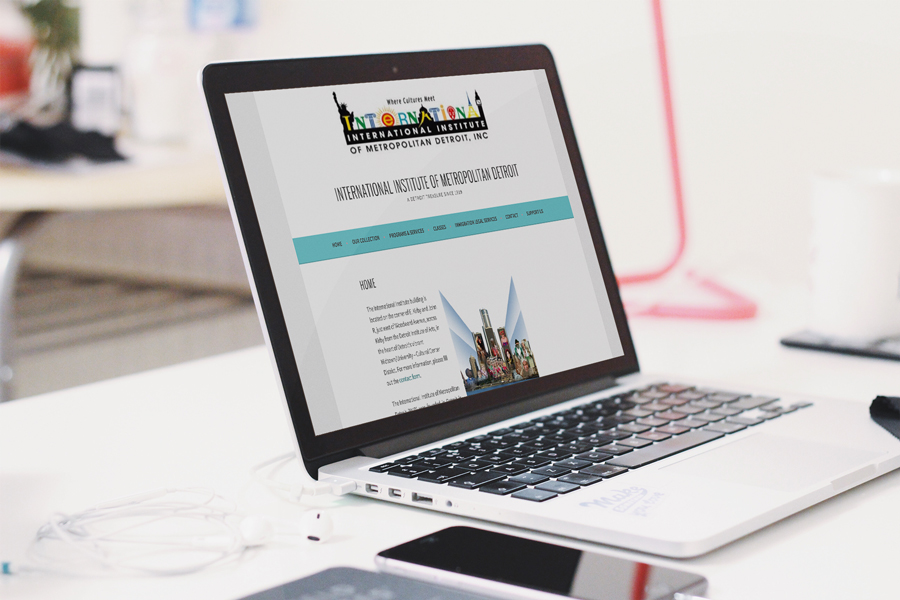 Where Cultures Meet
INTERNATIONAL
INTERNATIONAL INSTITUTE
OF METROPOLITAN DETROIT, INC
INTERNATIONAL INSTITUTE OF METROPOLITAN DETROIT
A DETROIT TREASURE SINCE 1919
HOME OUR COLLECTION PROGRAMS & SERVICES CLASSES IMMIGRATION LEGAL SERVICES CONTACT SUPPORT US
HOME
The International Institute building is
located on the corner of E. Kirby and John
R, just west of Woodward Avenue, across
Kirby from the Detroit Institute of Arts, in
the heart of Detroit's
Midtown/University – Cultural Center
District. For more information, please fill
out the contact form.
The International Institute of Metropolitan